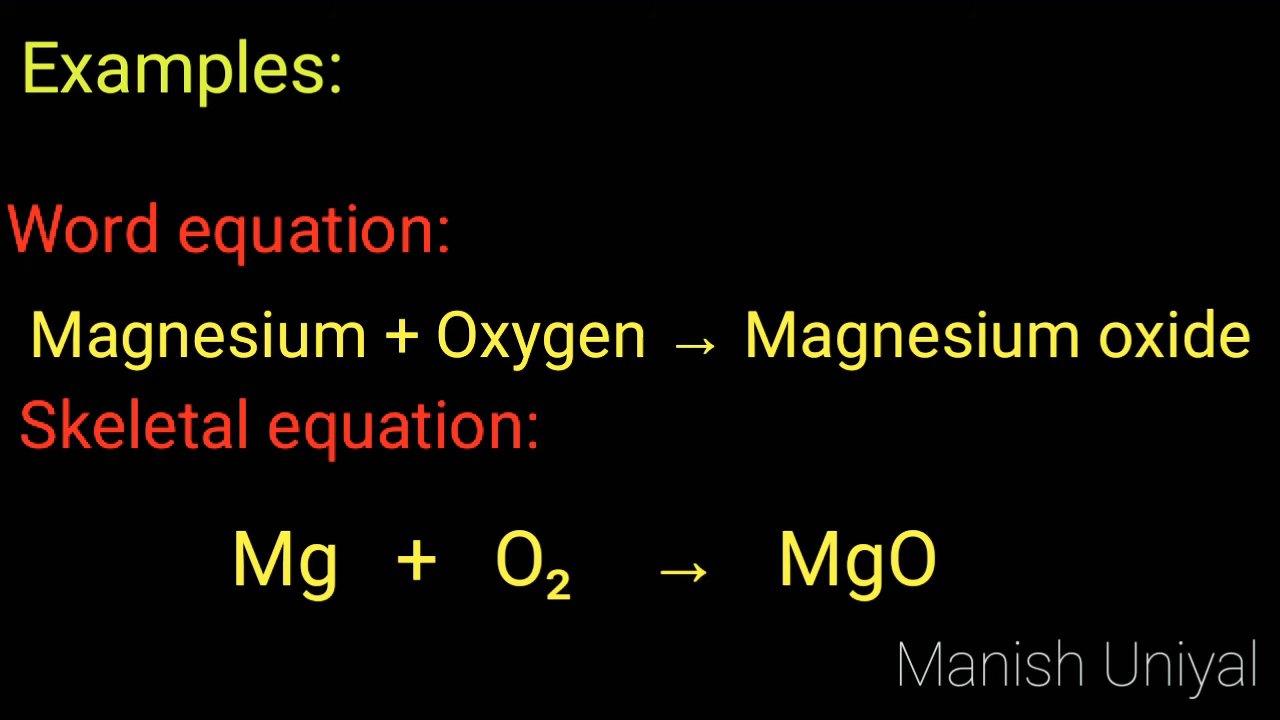 Examples:
Word equation:
Magnesium + Oxygen → Magnesium oxide
Skeletal equation:
Mg + O₂ → MgO
Manish Uniyal